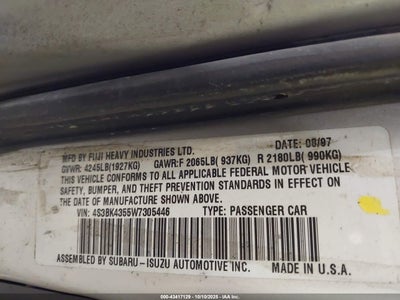 MFD BY FUJI HEAVY INDUSTRIES LTD. DATE: 08/97
GVWR: 4245LB(1927KG) GAWR:F 2065LB( 937KG) R 2180LB( 990KG)
THIS VEHICLE CONFORMS TO ALL APPLICABLE FEDERAL MOTOR VEHICLE
SAFETY, BUMPER, AND THEFT PREVENTION STANDARDS IN EFFECT ON
THE DATE OF MANUFACTURE SHOWN ABOVE.
VIN: 4S3BK4355W7305446 TYPE: PASSENGER CAR
ASSEMBLED BY SUBARU-ISUZU AUTOMOTIVE INC. MADE IN U.S.A.
000-43417129 - 10/10/2025 - IAAI.COM